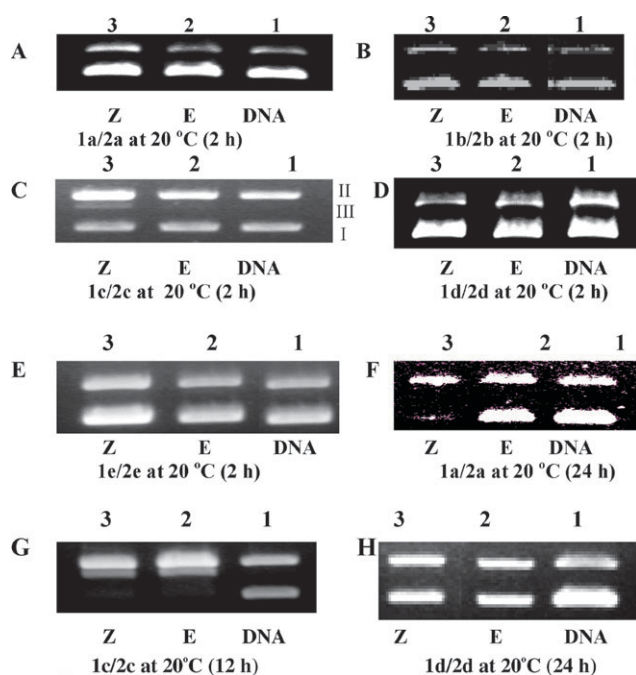 A 3 2 1
Z E DNA
1a/2a at 20 °C (2 h)
B 3 2 1
Z E DNA
1b/2b at 20 °C (2 h)
C 3 2 1
II
III
I
Z E DNA
1c/2c at 20 °C (2 h)
D 3 2 1
Z E DNA
1d/2d at 20 °C (2 h)
E 3 2 1
Z E DNA
1e/2e at 20 °C (2 h)
F 3 2 1
Z E DNA
1a/2a at 20 °C (24 h)
G 3 2 1
Z E DNA
1c/2c at 20°C (12 h)
H 3 2 1
Z E DNA
1d/2d at 20°C (24 h)